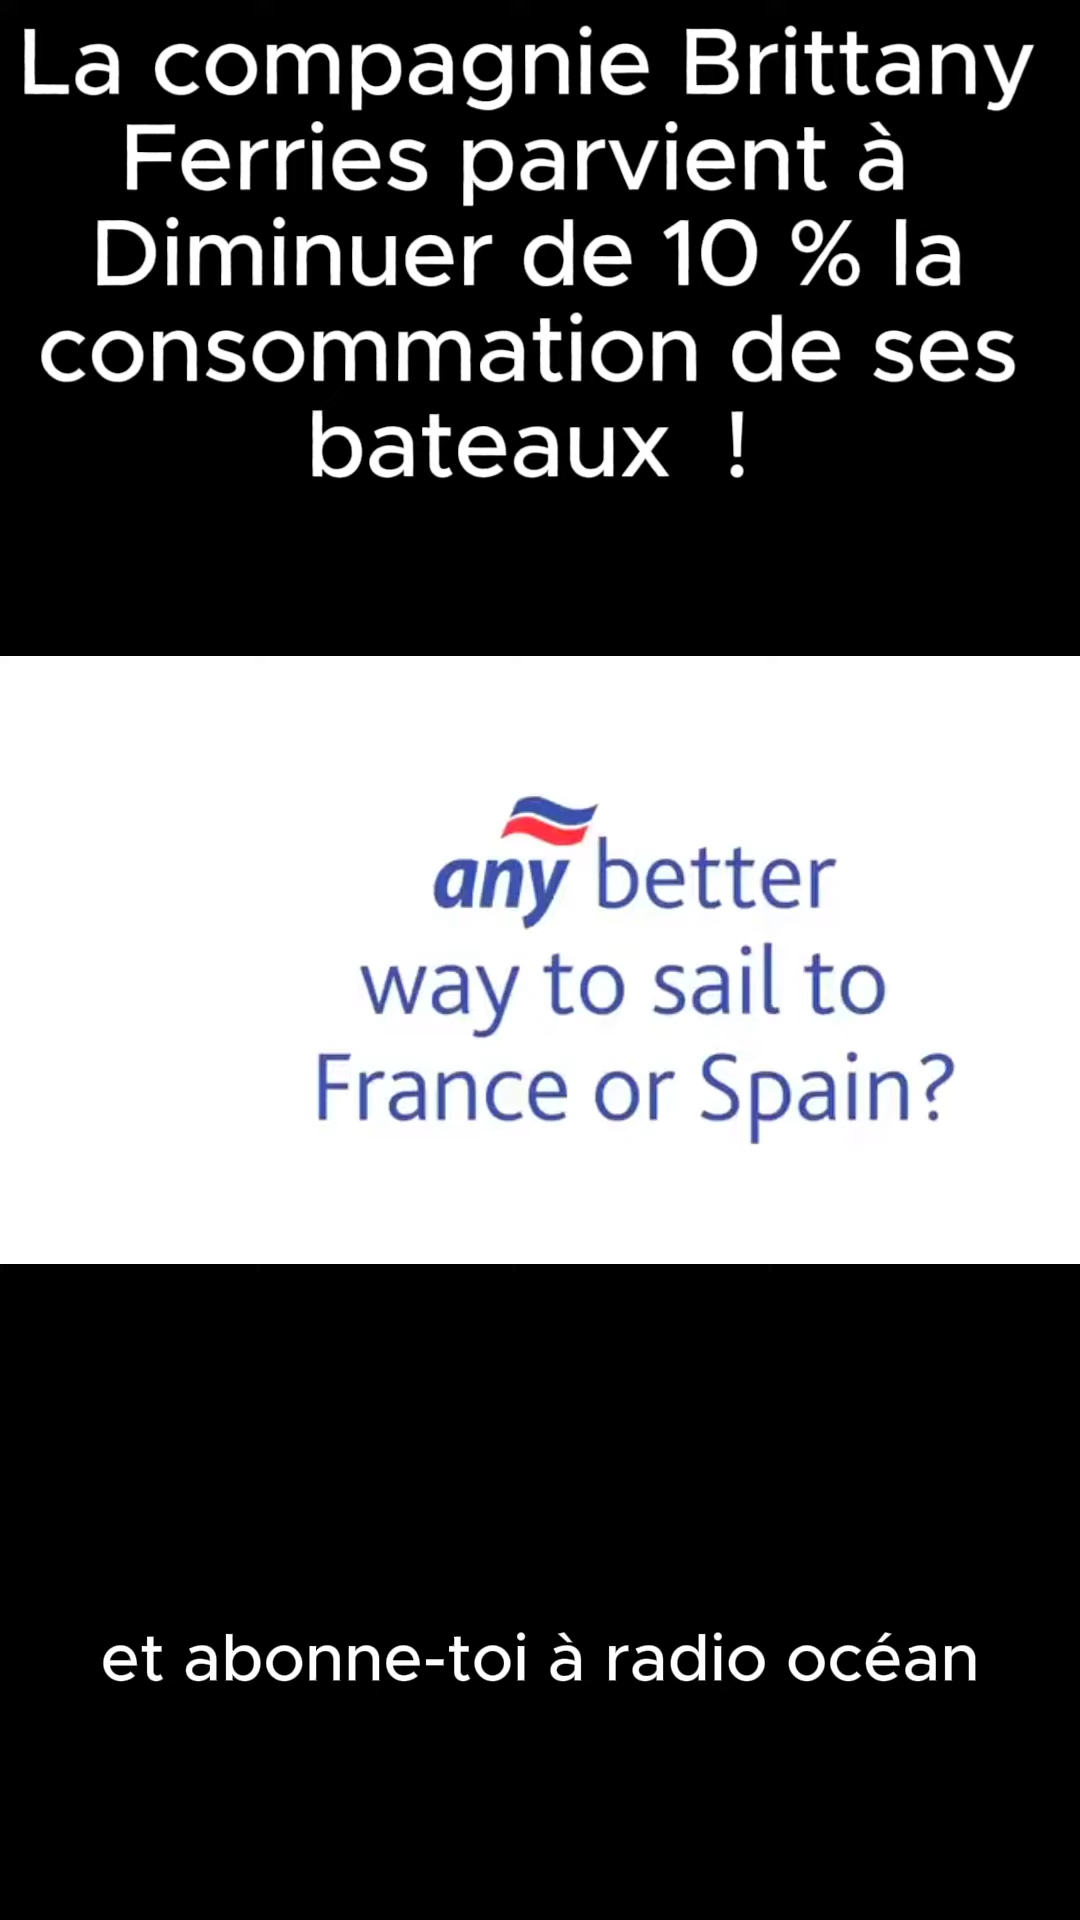 La compagnie Brittany
Ferries parvient à
Diminuer de 10 % la
consommation de ses
bateaux !
any better
way to sail to
France or Spain?
et abonne-toi à radio océan